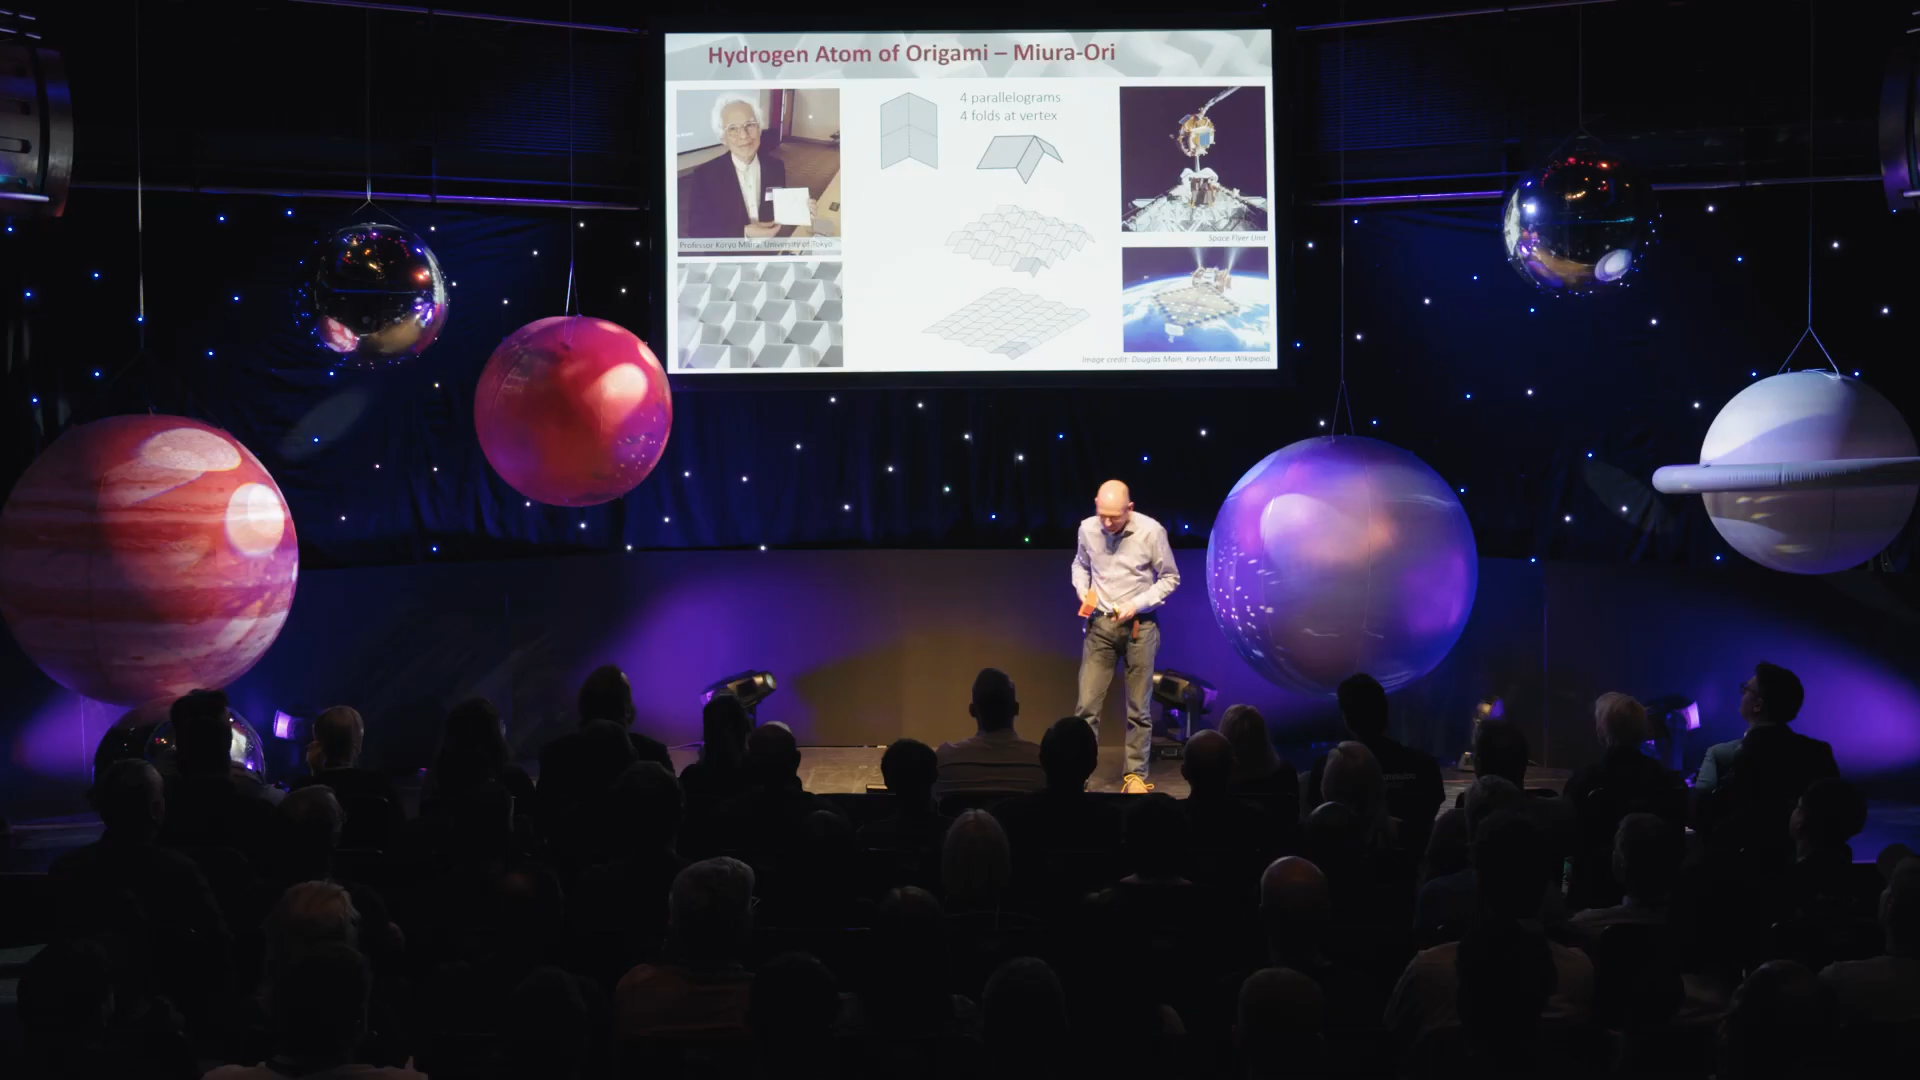 Hydrogen Atom of Origami – Miura-Ori
4 parallelograms
4 folds at vertex
Professor Koryo Miura, University of Tokyo
Space Flyer Unit
Image credit: Douglas Main, Koryo Miura, Wikipedia